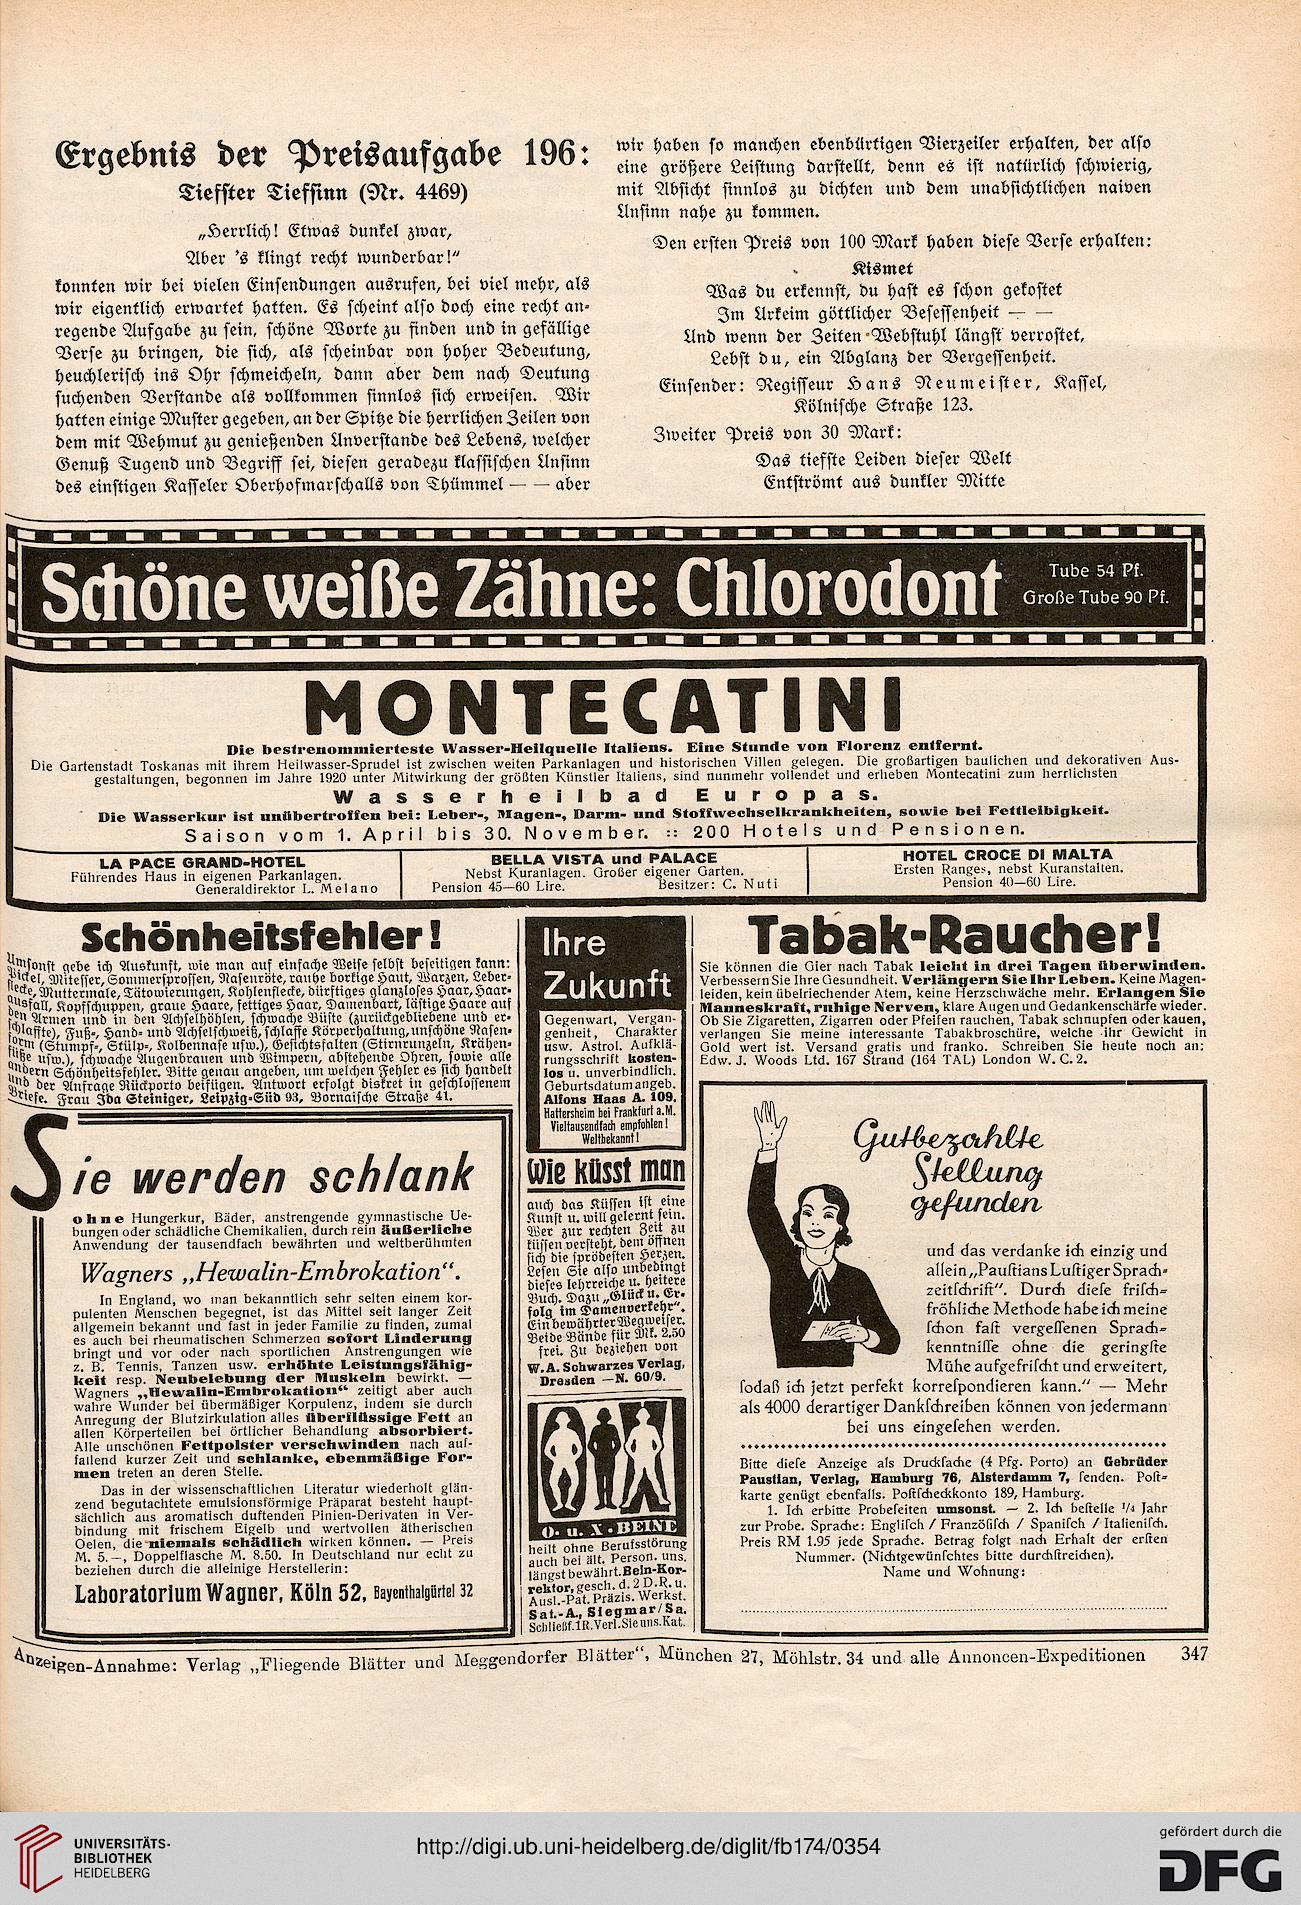 Ergebnis der Preisaufgabe 196:
Tiefster Tiefsinn (Nr. 4469)
„Herrlich! Etwas dunkel zwar,
Aber 's klingt recht wunderbar!“
konnten wir bei vielen Einsendungen ausrufen, bei viel mehr, als
wir eigentlich erwartet hatten. Es scheint also doch eine recht an-
regende Aufgabe zu sein, schöne Worte zu finden und in gefällige
Verse zu bringen, die sich, als scheinbar von hoher Bedeutung,
heuchlerisch ins Ohr schmeicheln, dann aber dem nach Deutung
suchenden Verstande als vollkommen sinnlos sich erweisen. Wir
hatten einige Muster gegeben, an der Spitze die herrlichen Zeilen von
dem mit Wehmut zu genießenden Unverstande des Lebens, welcher
Genuß Tugend und Begriff sei, diesen geradezu klassischen Unsinn
des einstigen Kasseler Oberhofmarschalls von Thümmel — — aber
wir haben so manchen ebenbürtigen Vierzeiler erhalten, der also
eine größere Leistung darstellt, denn es ist natürlich schwierig,
mit Absicht sinnlos zu dichten und dem unabsichtlichen naiven
Unsinn nahe zu kommen.
Den ersten Preis von 100 Mark haben diese Verse erhalten:
Kismet
Was du erkennst, du hast es schon gekostet
Im Urkeim göttlicher Besessenheit — —
Und wenn der Zeiten Webstuhl längst verrostet,
Lebst du, ein Abglanz der Vergessenheit.
Einsender: Regisseur Hans Neumeister, Kassel,
Kölnische Straße 123.
Zweiter Preis von 30 Mark:
Das tiefste Leiden dieser Welt
Entströmt aus dunkler Mitte
Schöne weiße Zähne: Chlorodont
Tube 54 Pf.
Große Tube 90 Pf.
MONTECATINI
Die bestrenommierteste Wasser-Heilquelle Italiens. Eine Stunde von Florenz entfernt.
Die Gartenstadt Toskanas mit ihrem Heilwasser-Sprudel ist zwischen weiten Parkanlagen und historischen Villen gelegen. Die großartigen baulichen und dekorativen Aus-
gestaltungen, begonnen im Jahre 1920 unter Mitwirkung der größten Künstler Italiens, sind nunmehr vollendet und erheben Montecatini zum herrlichsten
Wasserheilbad Europas.
Die Wasserkur ist unübertroffen bei: Leber-, Magen-, Darm- und Stoffwechselkrankheiten, sowie bei Fettleibigkeit.
Saison vom 1. April bis 30. November. :: 200 Hotels und Pensionen.
LA PACE GRAND-HOTEL
Führendes Haus in eigenen Parkanlagen.
Generaldirektor L. Melano
BELLA VISTA und PALACE
Nebst Kuranlagen. Großer eigener Garten.
Pension 45—60 Lire. Besitzer: C. Nuti
HOTEL CROCE DI MALTA
Ersten Ranges, nebst Kuranstalten.
Pension 40—60 Lire.
Schönheitsfehler!
Umsonst gebe ich Auskunft, wie man auf einfache Weise selbst beseitigen kann:
Pickel, Mitesser, Sommersprossen, Nasenröte, rauhe borkige Haut, Warzen, Leber-
flecke, Muttermale, Tätowierungen, Kohlenflecke, dürftiges glanzloses Haar, Haar-
ausfall, Kopfschuppen, graue Haare, fettiges Haar, Damenbart, lästige Haare auf
den Armen und in den Achselhöhlen, schwache Büste (zurückgebliebene und er-
schlaffte), Fuß-, Hand- und Achselschweiß, schlaffe Körperhaltung, unschöne Nasen-
form (Stumpf-, Stülp-, Kolbennase usw.), Gesichtsfalten (Stirnrunzeln, Krähen-
füße usw.), schwache Augenbrauen und Wimpern, abstehende Ohren, sowie alle
andern Schönheitsfehler. Bitte genau angeben, um welchen Fehler es sich handelt
und der Anfrage Rückporto beifügen. Antwort erfolgt diskret in geschlossenem
Briefe. Frau Ida Steiniger, Leipzig-Süd 93, Bornaische Straße 41.
Sie werden schlank
ohne Hungerkur, Bäder, anstrengende gymnastische Ue-
bungen oder schädliche Chemikalien, durch rein äußerliche
Anwendung der tausendfach bewährten und weltberühmten
Wagners „Hewalin-Embrokation“.
In England, wo man bekanntlich sehr selten einem kor-
pulenten Menschen begegnet, ist das Mittel seit langer Zeit
allgemein bekannt und fast in jeder Familie zu finden, zumal
es auch bei rheumatischen Schmerzen sofort Linderung
bringt und vor oder nach sportlichen Anstrengungen wie
z. B. Tennis, Tanzen usw. erhöhte Leistungsfähig-
keit resp. Neubelebung der Muskeln bewirkt. —
Wagners „Hewalin-Embrokation“ zeitigt aber auch
wahre Wunder bei übermäßiger Korpulenz, indem sie durch
Anregung der Blutzirkulation alles überflüssige Fett an
allen Körperteilen bei örtlicher Behandlung absorbiert.
Alle unschönen Fettpolster verschwinden nach auf-
fallend kurzer Zeit und schlanke, ebenmäßige For-
men treten an deren Stelle.
Das in der wissenschaftlichen Literatur wiederholt glän-
zend begutachtete emulsionsförmige Präparat besteht haupt-
sächlich aus aromatisch duftenden Pinien-Derivaten in Ver-
bindung mit frischem Eigelb und wertvollen ätherischen
Oelen, die niemals schädlich wirken können. — Preis
M. 5.—, Doppelflasche M. 8.50. In Deutschland nur echt zu
beziehen durch die alleinige Herstellerin:
Laboratorium Wagner, Köln 52, Bayenthalgürtel 32
Ihre
Zukunft
Gegenwart, Vergan-
genheit, Charakter
usw. Astrol. Aufklä-
rungsschrift kosten-
los u. unverbindlich.
Geburtsdatum angeb.
Alfons Haas A. 109,
Hattersheim bei Frankfurt a. M.
Vieltausendfach empfohlen!
Weltbekannt!
Wie küsst man
auch das Küssen ist eine
Kunst u. will gelernt sein.
Wer zur rechten Zeit zu
küssen versteht, dem öffnen
sich die sprödesten Herzen.
Lesen Sie also unbedingt
dieses lehrreiche u. heitere
Buch. Dazu „Glück u. Er-
folg im Damenverkehr“.
Ein bewährter Wegweiser.
Beide Bände für Mk. 2,50
frei. Zu beziehen von
W. A. Schwarzes Verlag,
Dresden — N. 60/9.
O- u. X-BEINE
heilt ohne Berufsstörung
auch bei ält. Person. uns.
längst bewährt. Bein-Kor-
rektor, gesch. d. 2 D.R. u.
Ausl.-Pat. Präzis. Werkst.
Sat.-A., Siegmar/Sa.
Schließf. 1 R. Verl. Sie uns. Kat.
Tabak-Raucher!
Sie können die Gier nach Tabak leicht in drei Tagen überwinden.
Verbessern Sie Ihre Gesundheit. Verlängern Sie Ihr Leben. Keine Magen-
leiden, kein übelriechender Atem, keine Herzschwäche mehr. Erlangen Sie
Manneskraft, ruhige Nerven, klare Augen und Gedankenschärfe wieder.
Ob Sie Zigaretten, Zigarren oder Pfeifen rauchen, Tabak schnupfen oder kauen,
verlangen Sie meine interessante Tabakbroschüre, welche ihr Gewicht in
Gold wert ist. Versand gratis und franko. Schreiben Sie heute noch an:
Edw. J. Woods Ltd. 167 Strand (164 TAL) London W. C. 2.
Gutbezahlte
Stellung
gefunden
und das verdanke ich einzig und
allein „Paustians Lustiger Sprach-
zeitschrift“. Durch diese frisch-
fröhliche Methode habe ich meine
schon fast vergessenen Sprach-
kenntnisse ohne die geringste
Mühe aufgefrischt und erweitert,
sodaß ich jetzt perfekt korrespondieren kann.“ — Mehr
als 4000 derartiger Dankschreiben können von jedermann
bei uns eingesehen werden.
Bitte diese Anzeige als Drucksache (4 Pfg. Porto) an Gebrüder
Paustian, Verlag, Hamburg 76, Alsterdamm 7, senden. Post-
karte genügt ebenfalls. Postscheckkonto 189, Hamburg.
1. Ich erbitte Probeseiten umsonst. — 2. Ich bestelle 1/4 Jahr
zur Probe. Sprache: Englisch / Französisch / Spanisch / Italienisch.
Preis RM 1.95 jede Sprache. Betrag folgt nach Erhalt der ersten
Nummer. (Nichtgewünschtes bitte durchstreichen).
Name und Wohnung:
Anzeigen-Annahme: Verlag „Fliegende Blätter und Meggendorfer Blätter“, München 27, Möhlstr. 34 und alle Annoncen-Expeditionen 347
UNIVERSITÄTS-
BIBLIOTHEK
HEIDELBERG
http://digi.ub.uni-heidelberg.de/diglit/fb174/0354
gefördert durch die
DFG